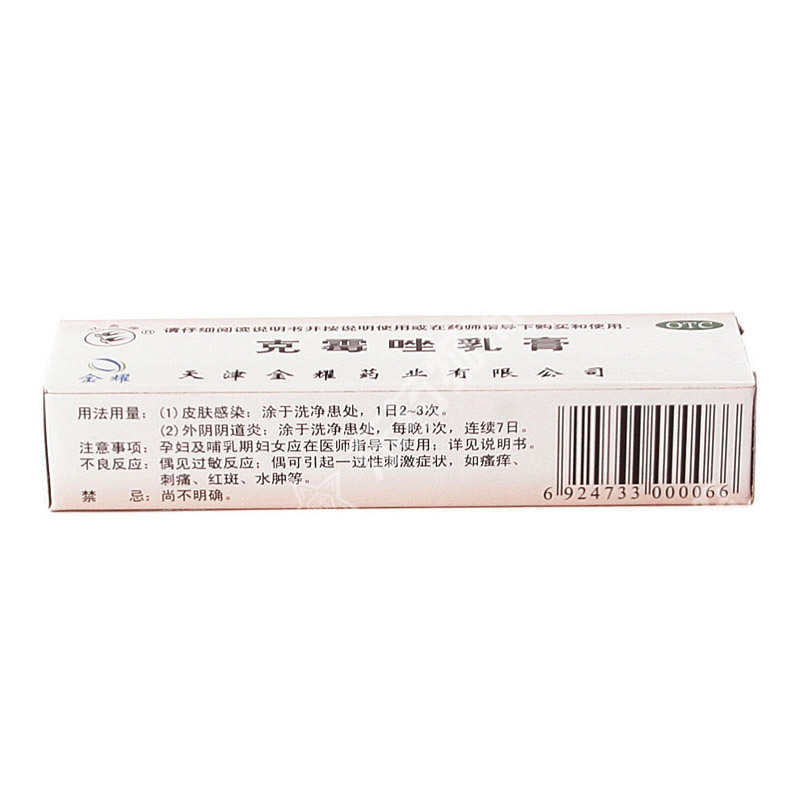 请仔细阅读说明书并按说明使用或在药师指导下购买和使用。
OTC
克霉唑乳膏
金耀
天津金耀药业有限公司
用法用量：(1)皮肤感染：涂于洗净患处，1日2~3次。
(2)外阴阴道炎：涂于洗净患处，每晚1次，连续7日。
注意事项：孕妇及哺乳期妇女应在医师指导下使用；详见说明书。
不良反应：偶见过敏反应；偶可引起一过性刺激症状，如瘙痒、
刺痛、红斑、水肿等。
禁 忌：尚不明确。
6 924733 000066